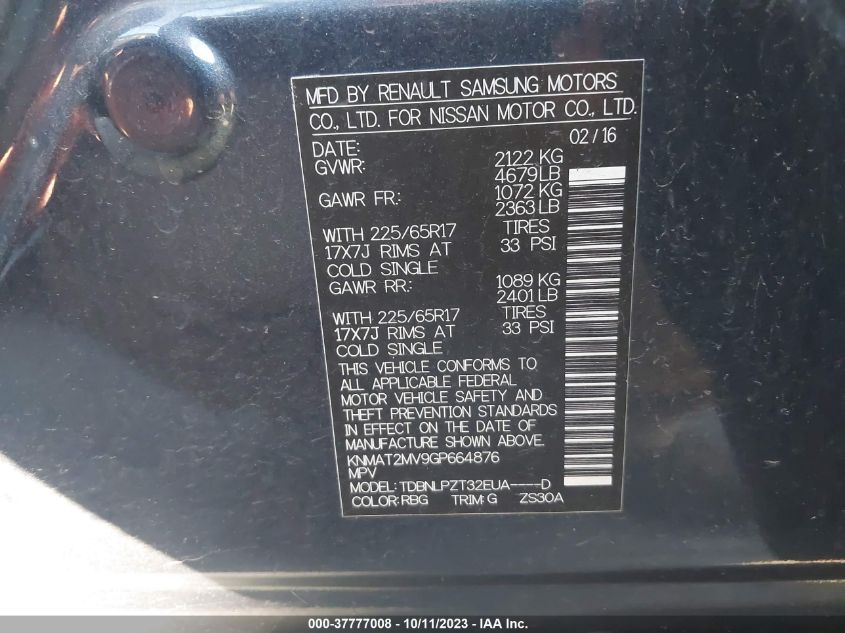 MFD BY RENAULT SAMSUNG MOTORS
CO., LTD. FOR NISSAN MOTOR CO., LTD.
DATE: 02/16
GVWR: 2122 KG
4679 LB
GAWR FR: 1072 KG
2363 LB
WITH 225/65R17 TIRES
17X7J RIMS AT 33 PSI
COLD SINGLE
GAWR RR: 1089 KG
2401 LB
WITH 225/65R17 TIRES
17X7J RIMS AT 33 PSI
COLD SINGLE
THIS VEHICLE CONFORMS TO
ALL APPLICABLE FEDERAL
MOTOR VEHICLE SAFETY AND
THEFT PREVENTION STANDARDS
IN EFFECT ON THE DATE OF
MANUFACTURE SHOWN ABOVE.
KNMAT2MV9GP664876
MPV
MODEL: TDBNLPZT32EUA----D
COLOR: RBG TRIM: G ZS30A
000-37777008 - 10/11/2023 - IAA Inc.